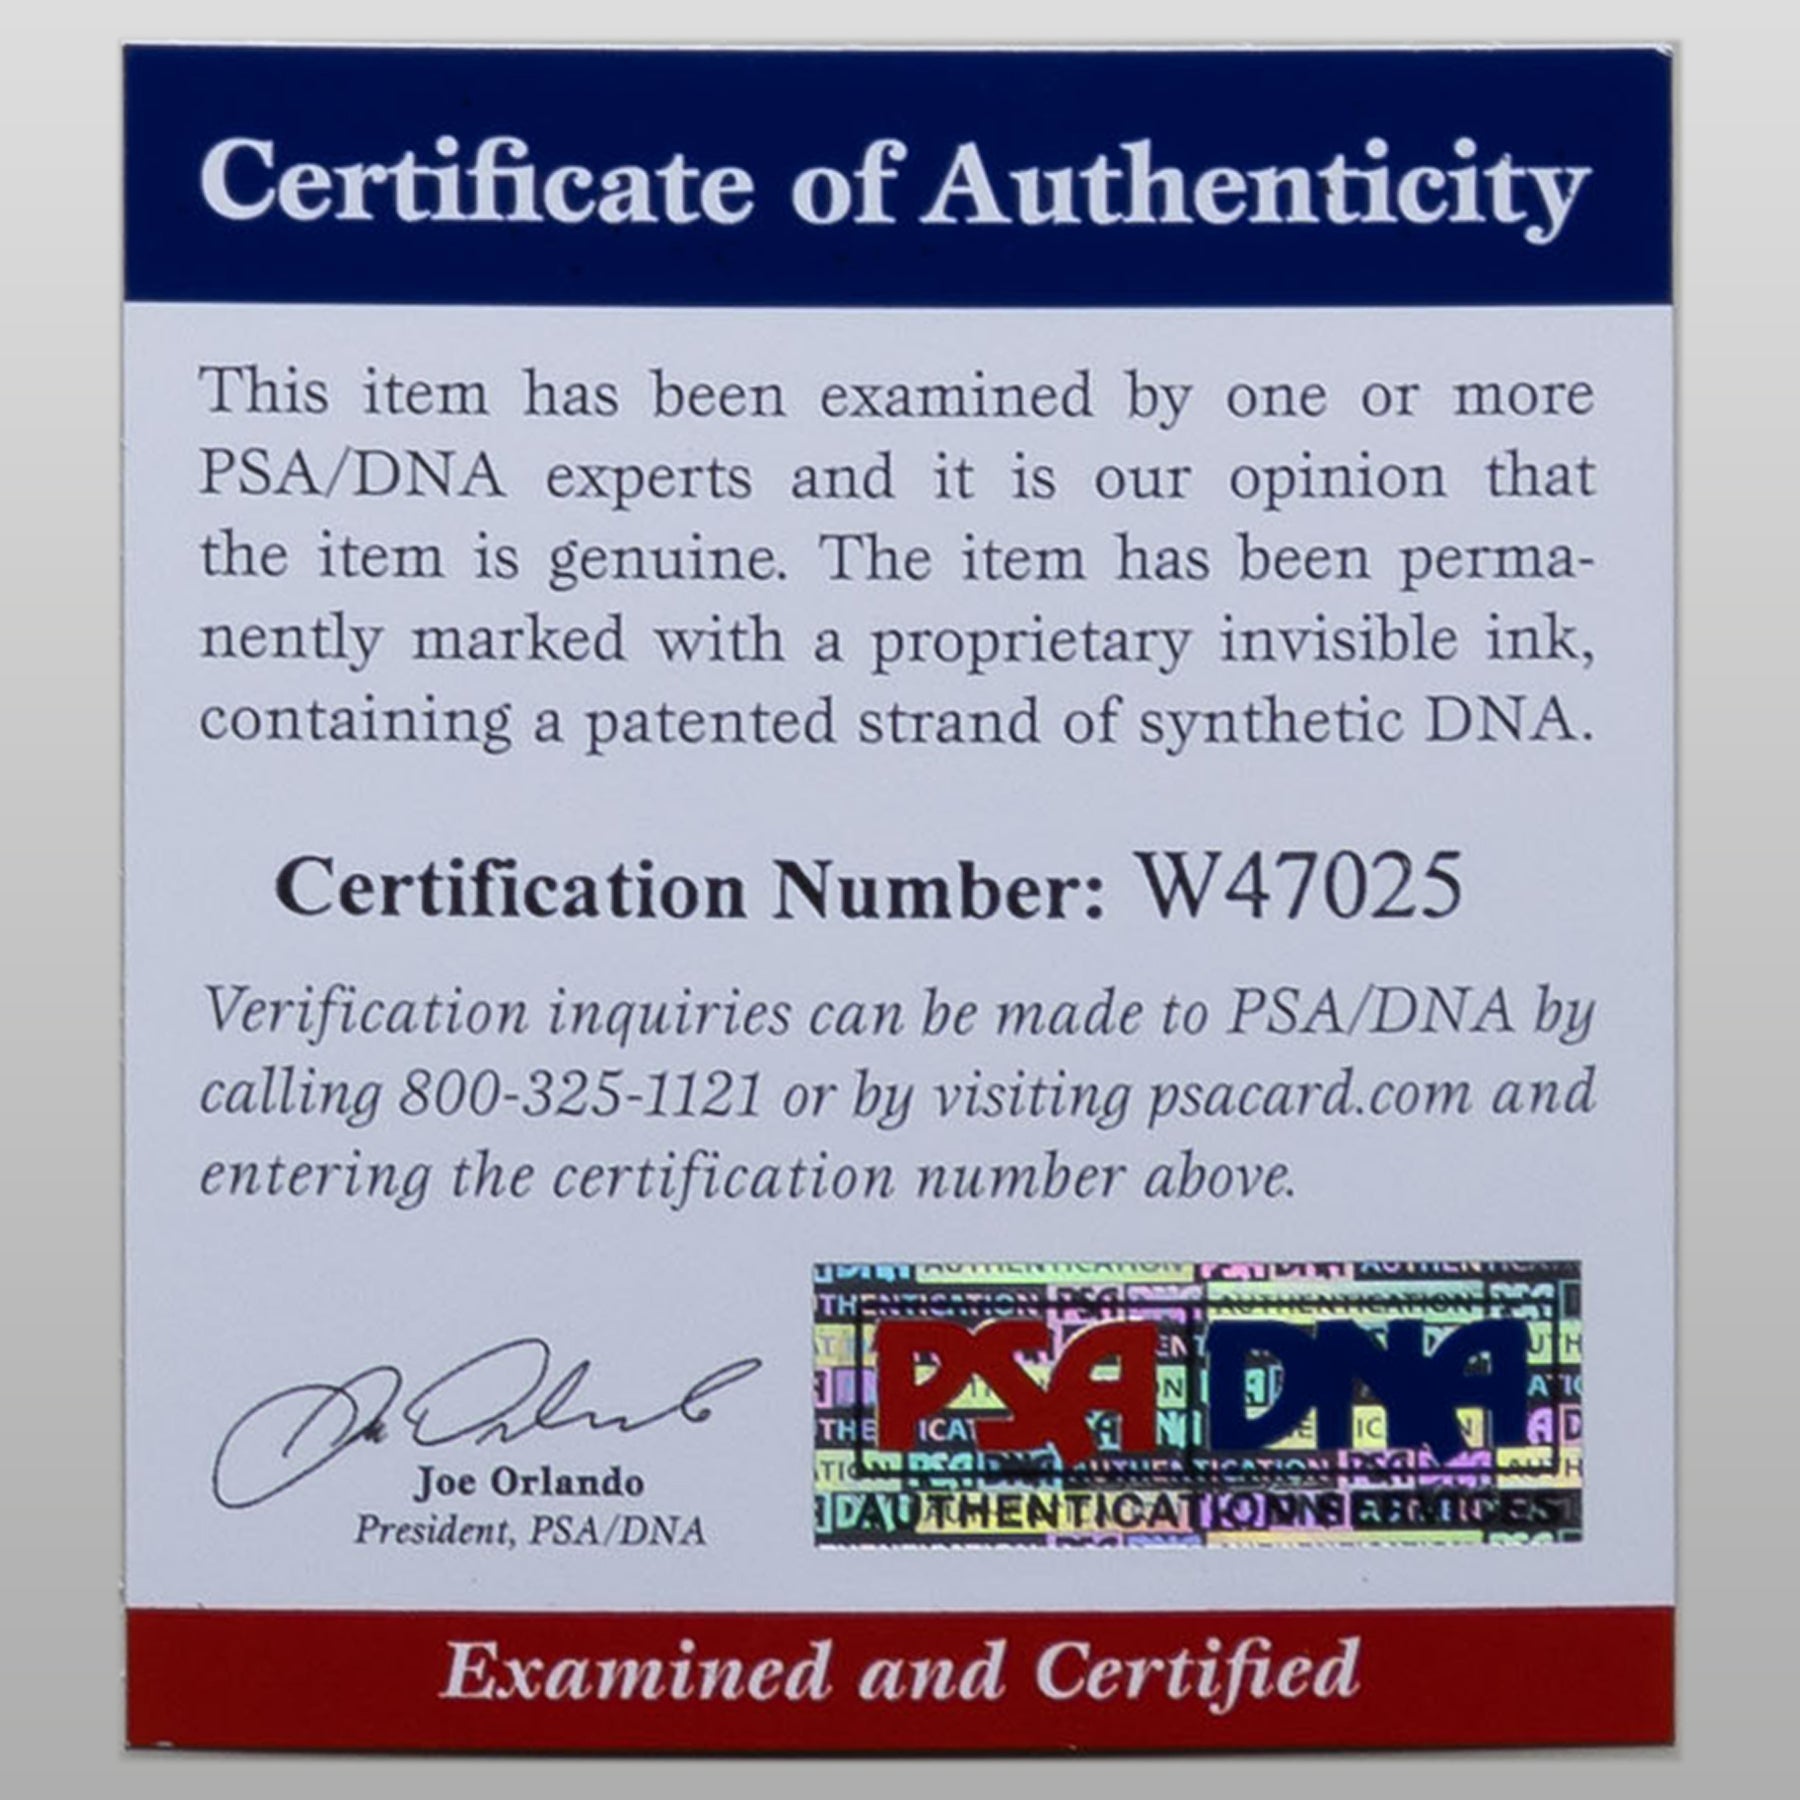 Certificate of Authenticity
This item has been examined by one or more
PSA/DNA experts and it is our opinion that
the item is genuine. The item has been perma-
nently marked with a proprietary invisible ink,
containing a patented strand of synthetic DNA.
Certification Number: W47025
Verification inquiries can be made to PSA/DNA by
calling 800-325-1121 or by visiting psacard.com and
entering the certification number above.
Joe Orlando
President, PSA/DNA
PSA DNA
AUTHENTICATION SERVICES
Examined and Certified